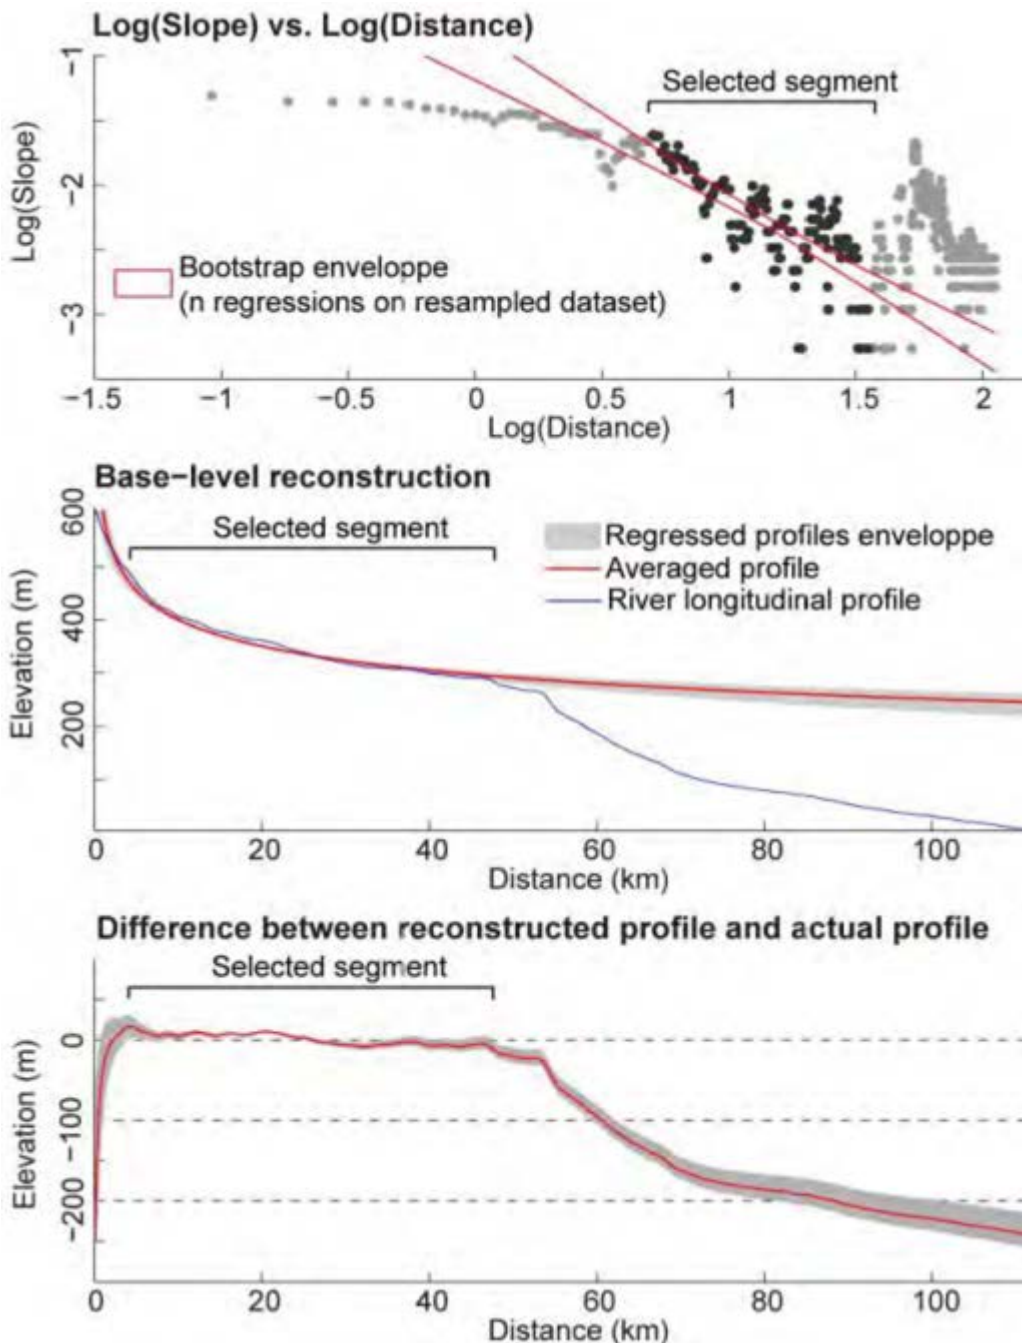 Log(Slope) vs. Log(Distance)
−1
Selected segment
Log(Slope)
−2
Bootstrap enveloppe
(n regressions on resampled dataset)
−3
−1.5 −1 −0.5 0 0.5 1 1.5 2
Log(Distance)
Base−level reconstruction
600
Selected segment
Regressed profiles enveloppe
Averaged profile
River longitudinal profile
400
Elevation (m)
200
0 20 40 60 80 100
Distance (km)
Difference between reconstructed profile and actual profile
Selected segment
0
Elevation (m)
−100
−200
0 20 40 60 80 100
Distance (km)